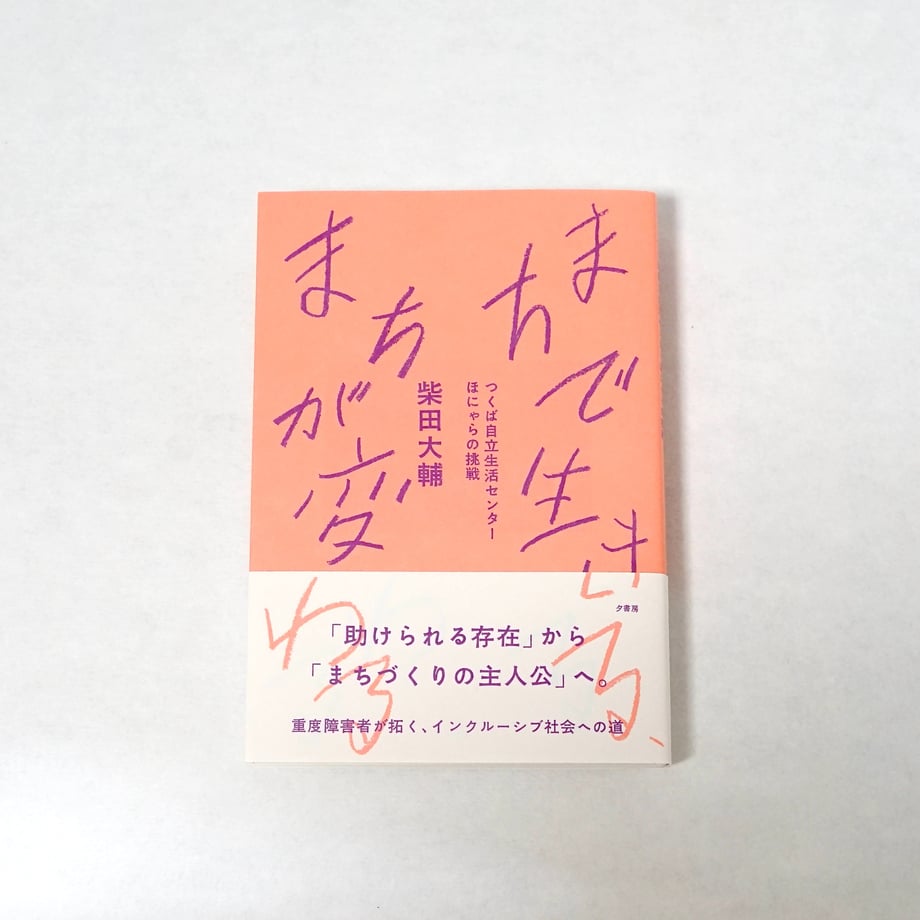 まちで生きる、
まちが変わる
つくば自立生活センター
ほにゃらの挑戦
柴田大輔
夕書房
「助けられる存在」から
「まちづくりの主人公」へ。
重度障害者が拓く、インクルーシブ社会への道